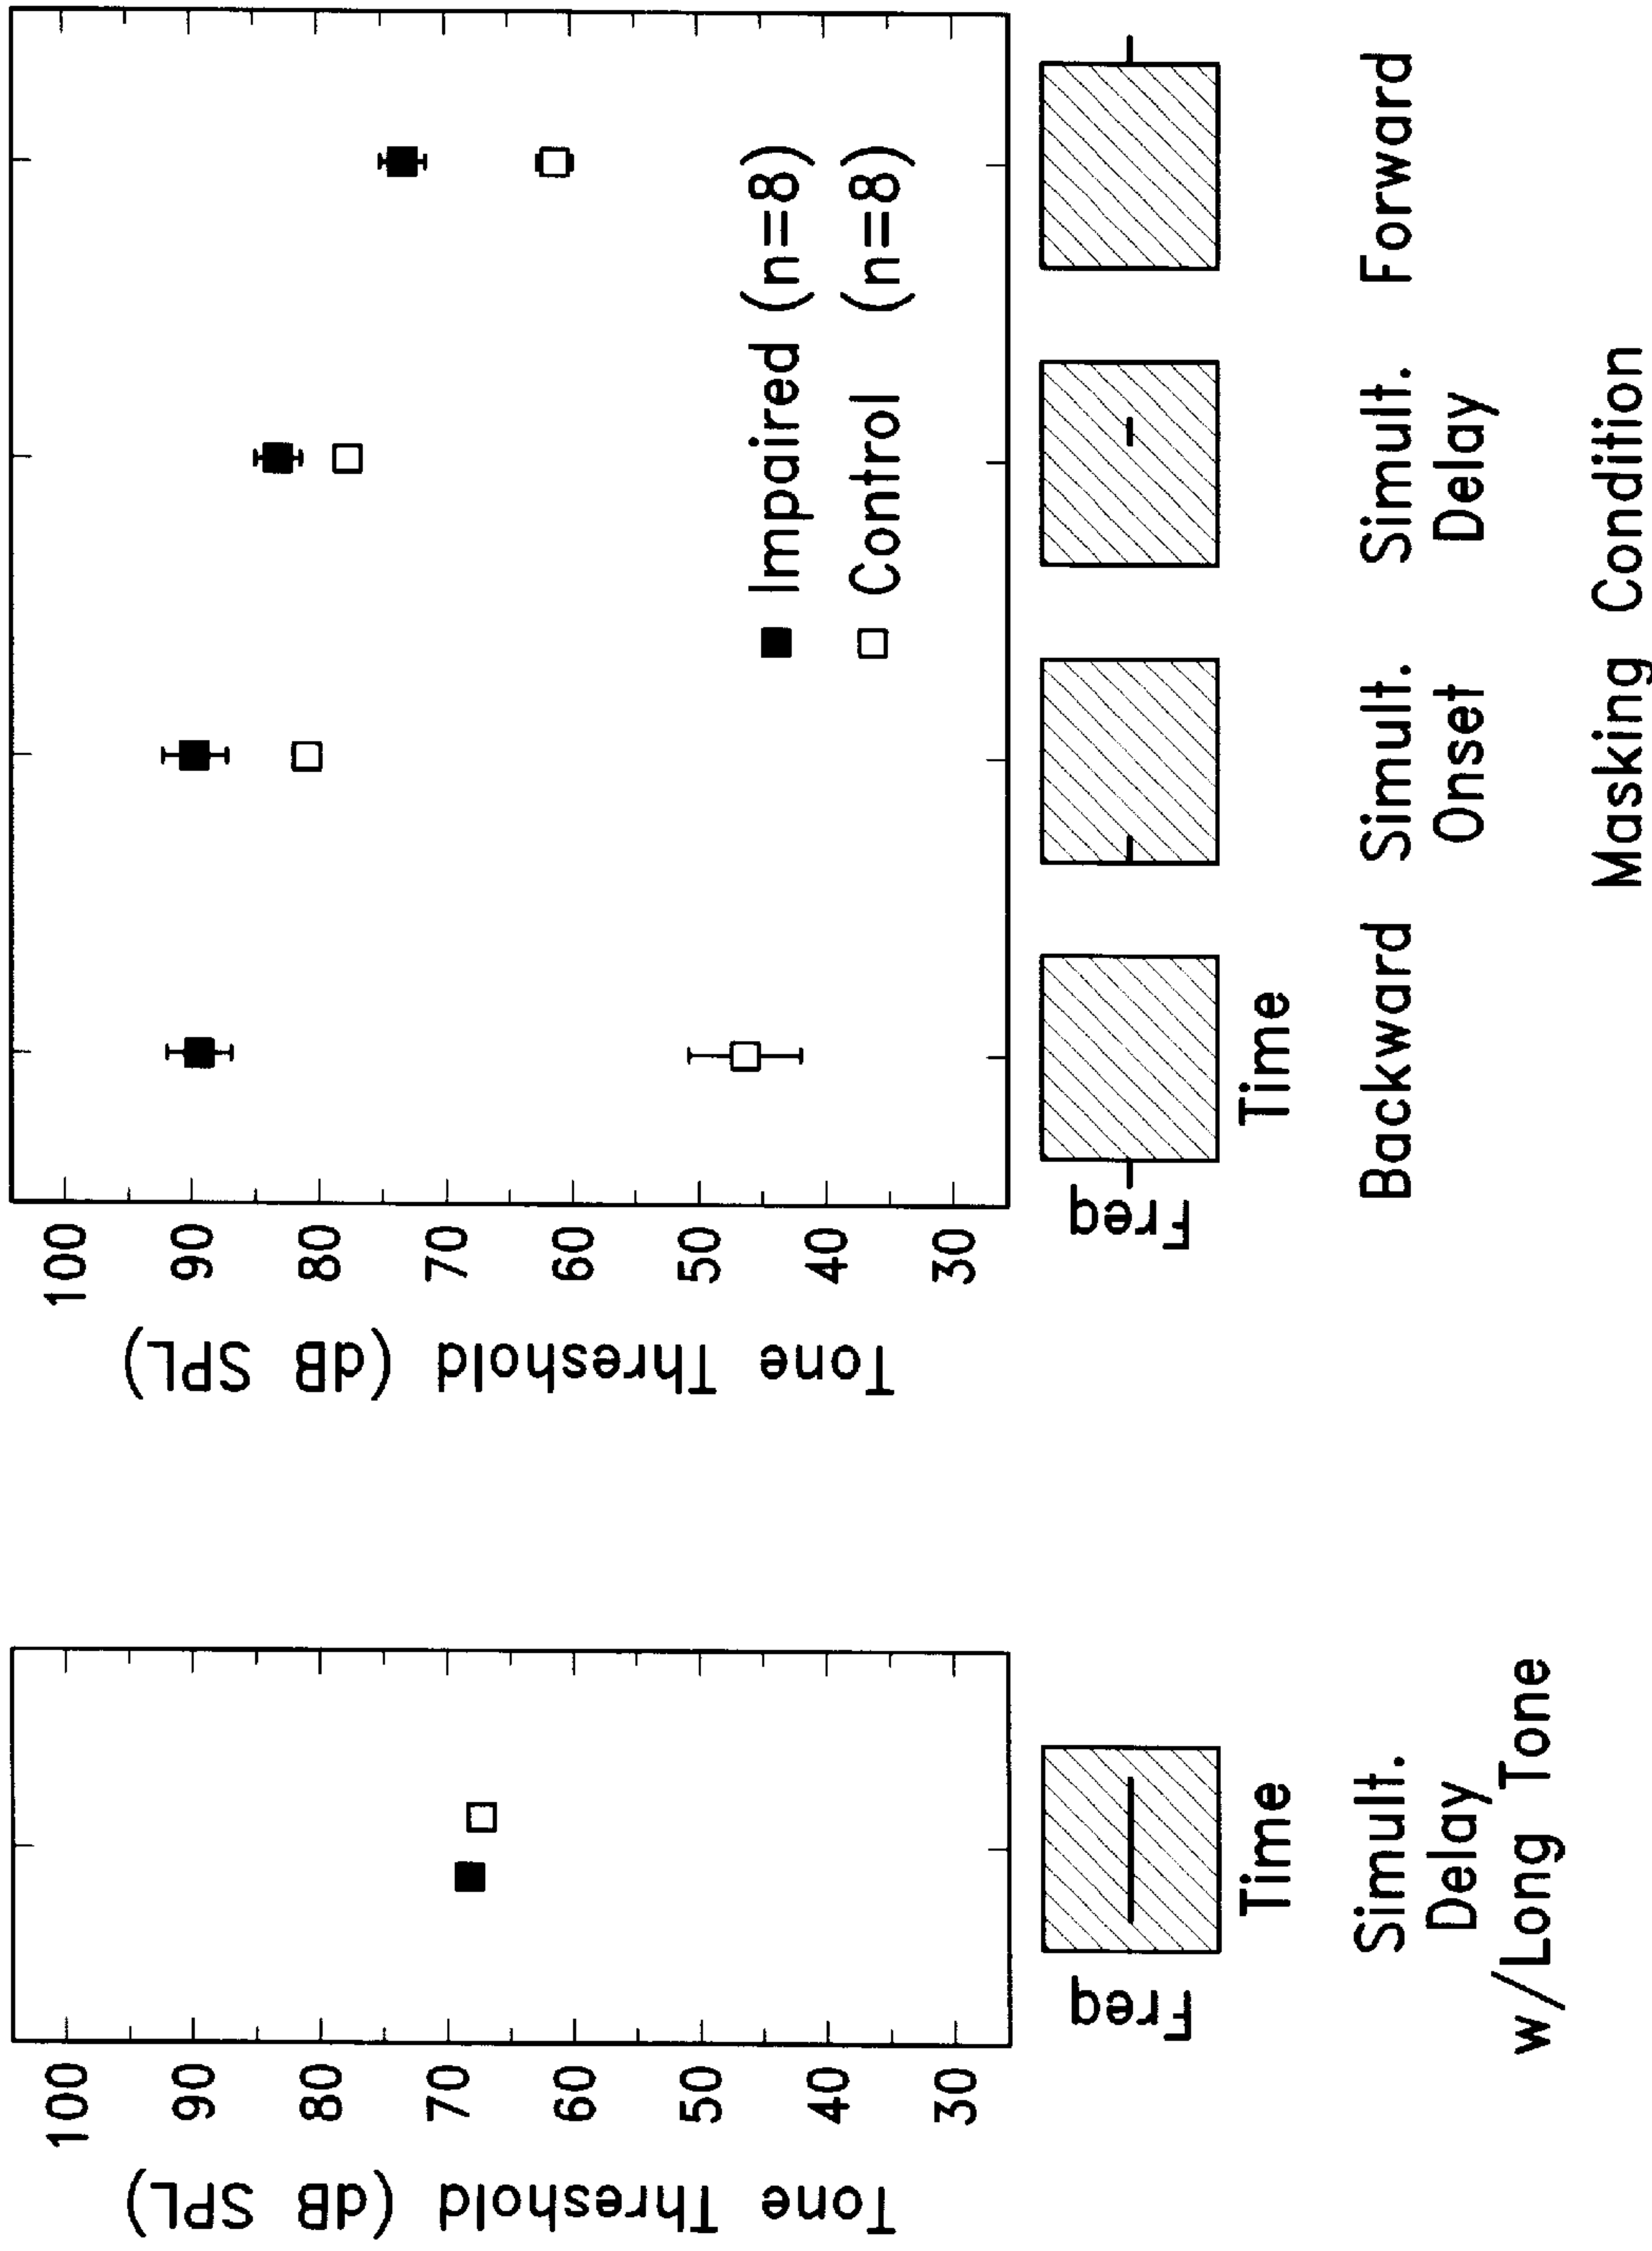 Tone Threshold (dB SPL)
100
90
80
70
60
50
40
30
Freq
Time
Simult.
Delay
w/Long Tone
Tone Threshold (dB SPL)
100
90
80
70
60
50
40
30
Impaired (n=8)
Control (n=8)
Freq
Time
Backward
Simult.
Onset
Simult.
Delay
Forward
Masking Condition